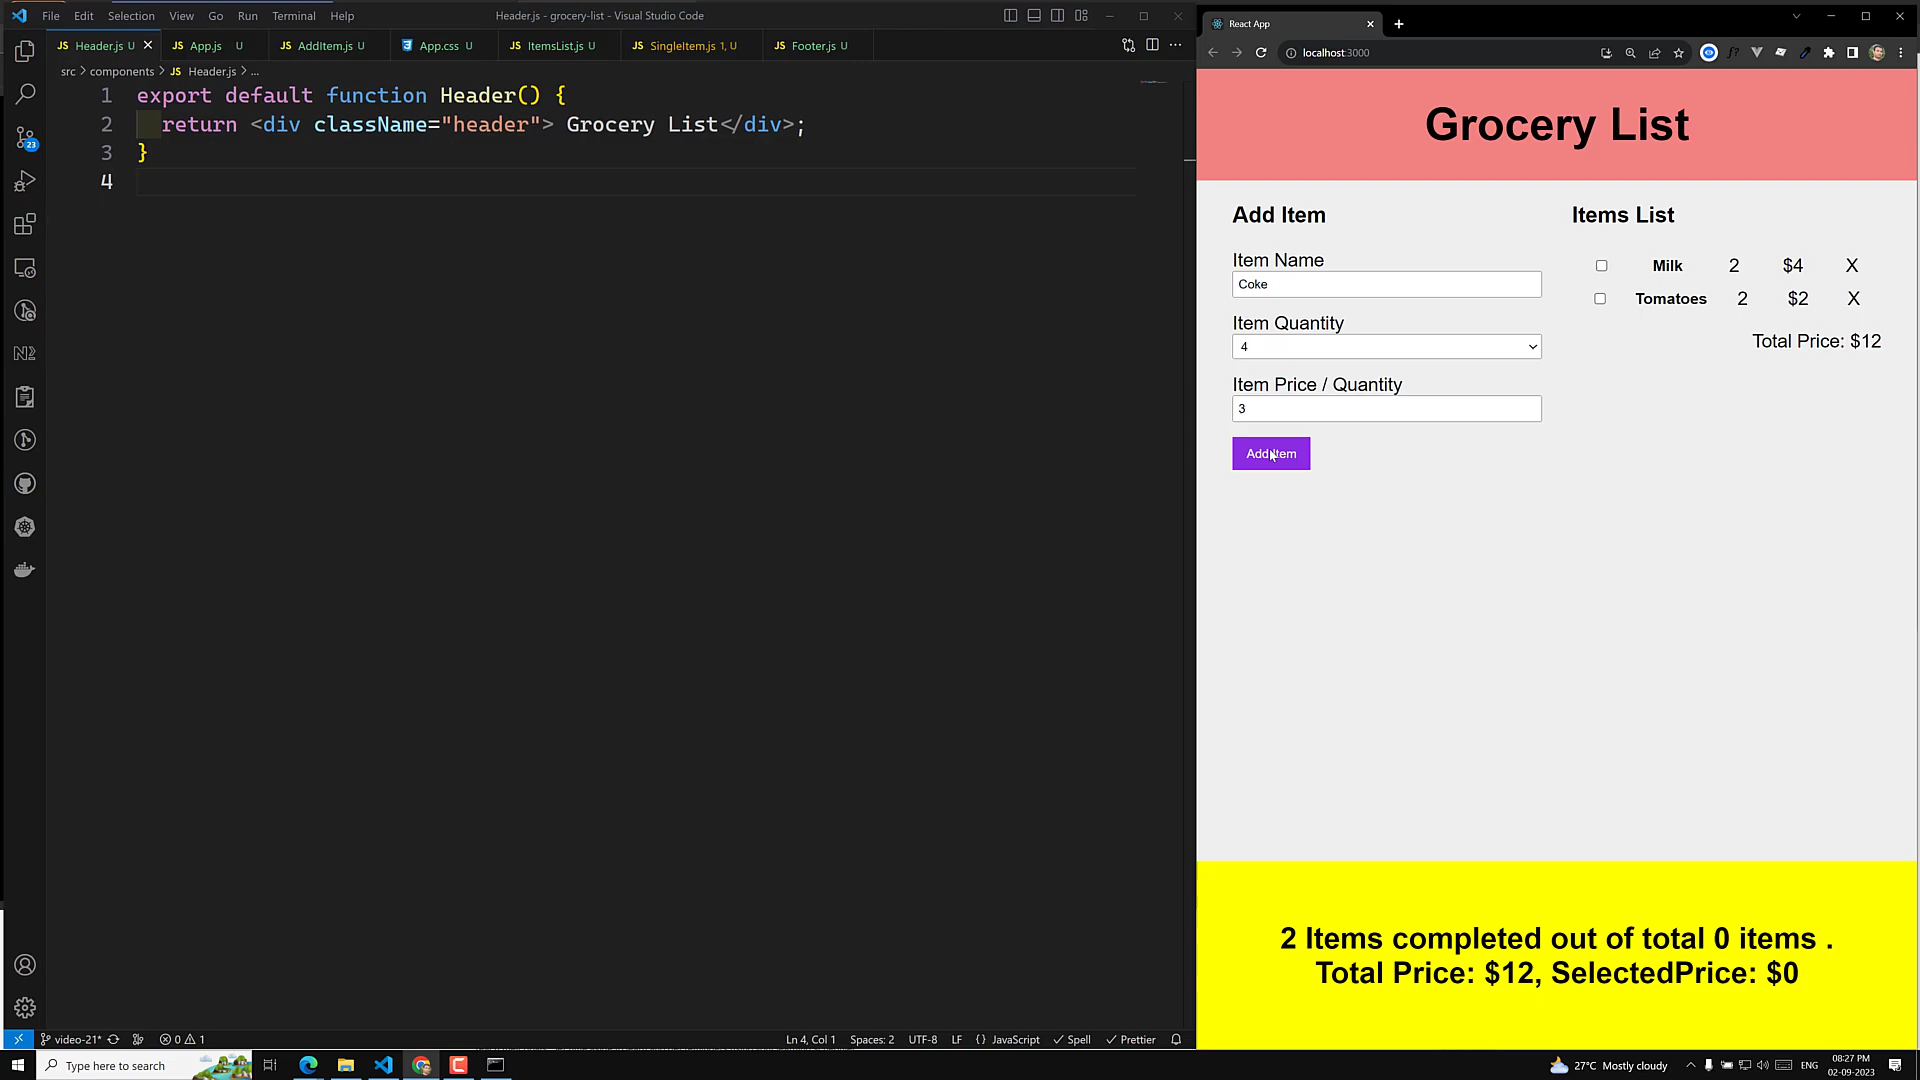 File Edit Selection View Go Run Terminal Help
Header.js - grocery-list - Visual Studio Code
JS Header.js U
JS App.js U
JS AddItem.js U
App.css U
JS ItemsList.js U
JS SingleItem.js 1, U
JS Footer.js U
src > components > JS Header.js > ...
1 export default function Header() {
2 return <div className="header"> Grocery List</div>;
3 }
4
23
video-21*
0 1
Ln 4, Col 1
Spaces: 2
UTF-8
LF
{} JavaScript
Spell
Prettier
React App
localhost:3000
Grocery List
Add Item
Item Name
Coke
Item Quantity
4
Item Price / Quantity
3
Add Item
Items List
Milk 2 $4 X
Tomatoes 2 $2 X
Total Price: $12
2 Items completed out of total 0 items .
Total Price: $12, SelectedPrice: $0
Type here to search
27°C Mostly cloudy
ENG
08:27 PM
02-09-2023